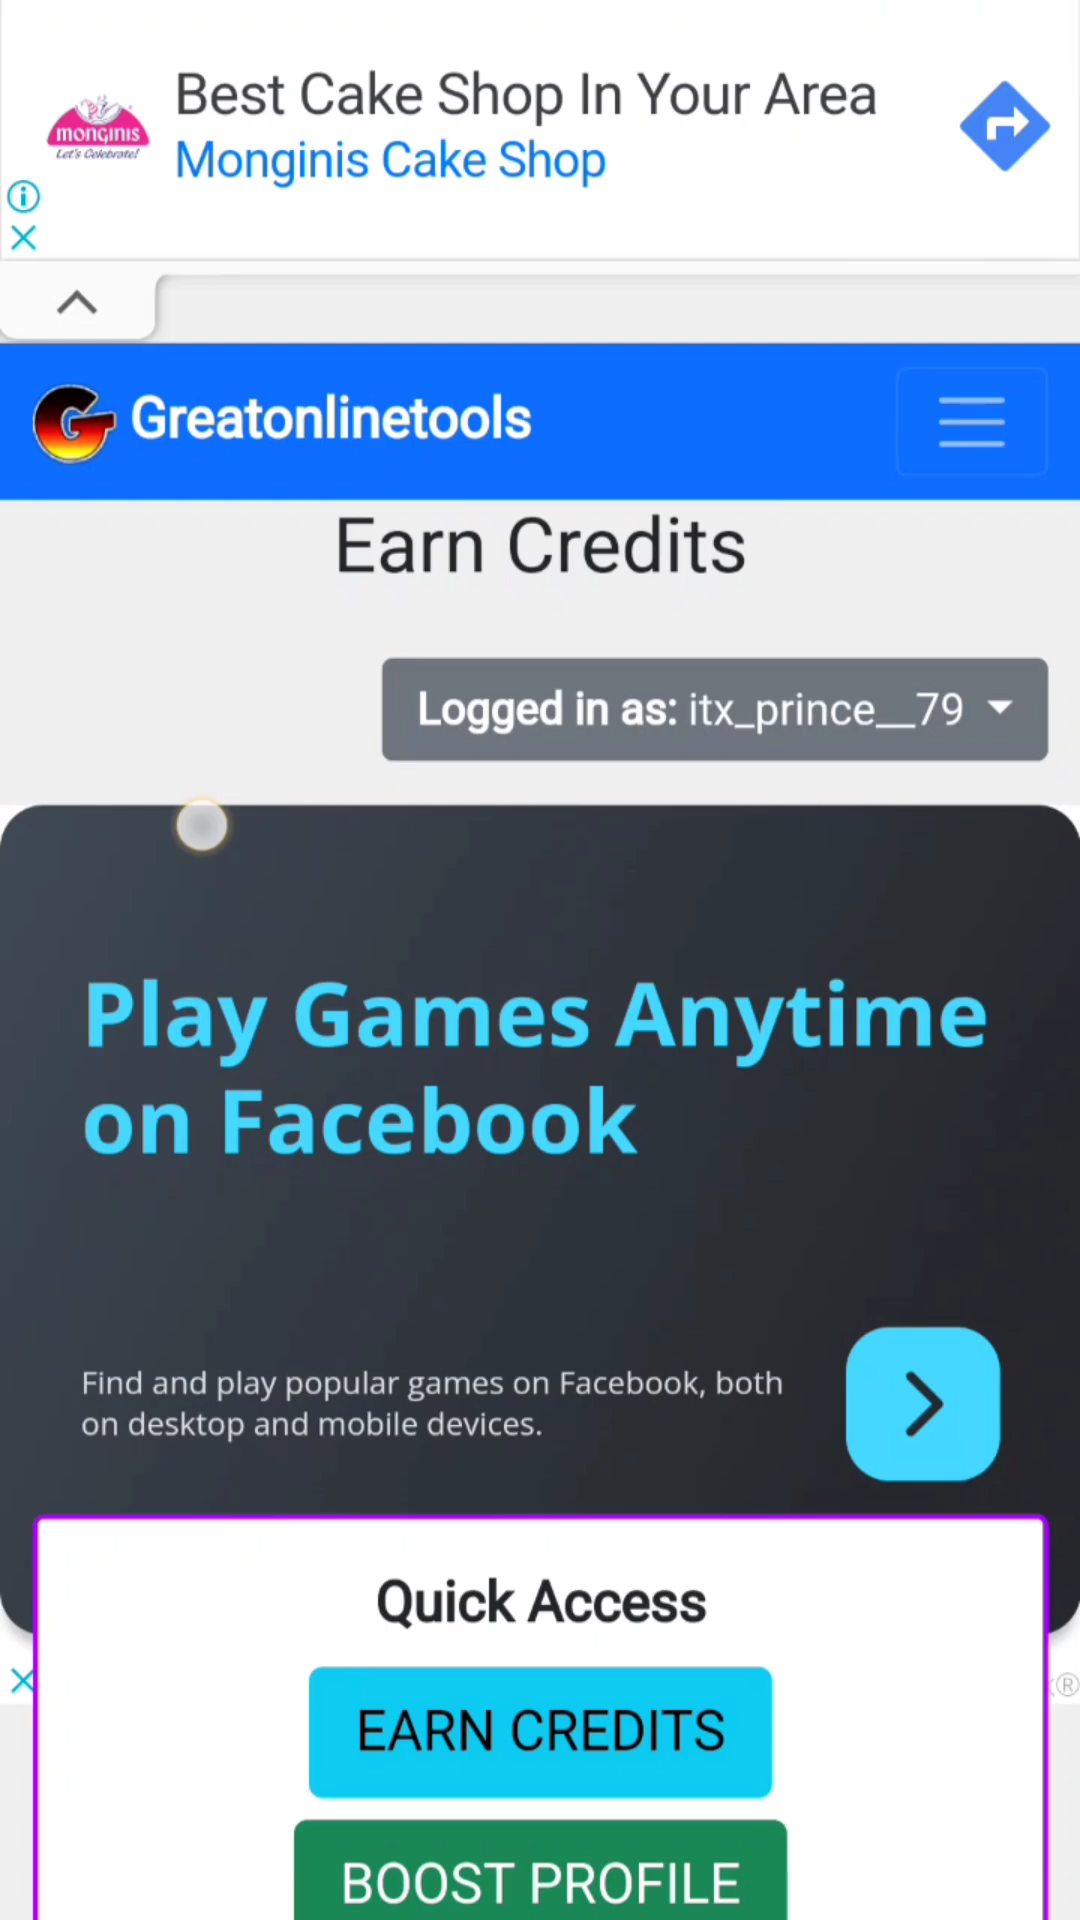 Best Cake Shop In Your Area
MONGINIS
Let's Celebrate!
Monginis Cake Shop
Greatonlinetools
Earn Credits
Logged in as: itx_prince__79
Play Games Anytime
on Facebook
Find and play popular games on Facebook, both
on desktop and mobile devices.
Quick Access
EARN CREDITS
BOOST PROFILE